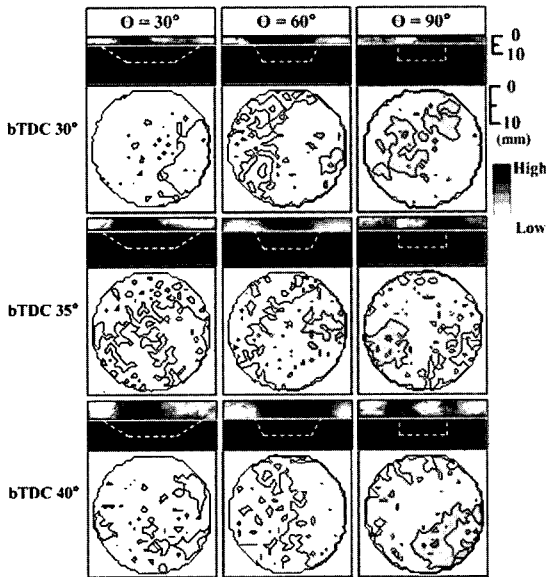 Θ = 30°
Θ = 60°
Θ = 90°
0
10
bTDC 30°
0
10
(mm)
High
Low
bTDC 35°
bTDC 40°